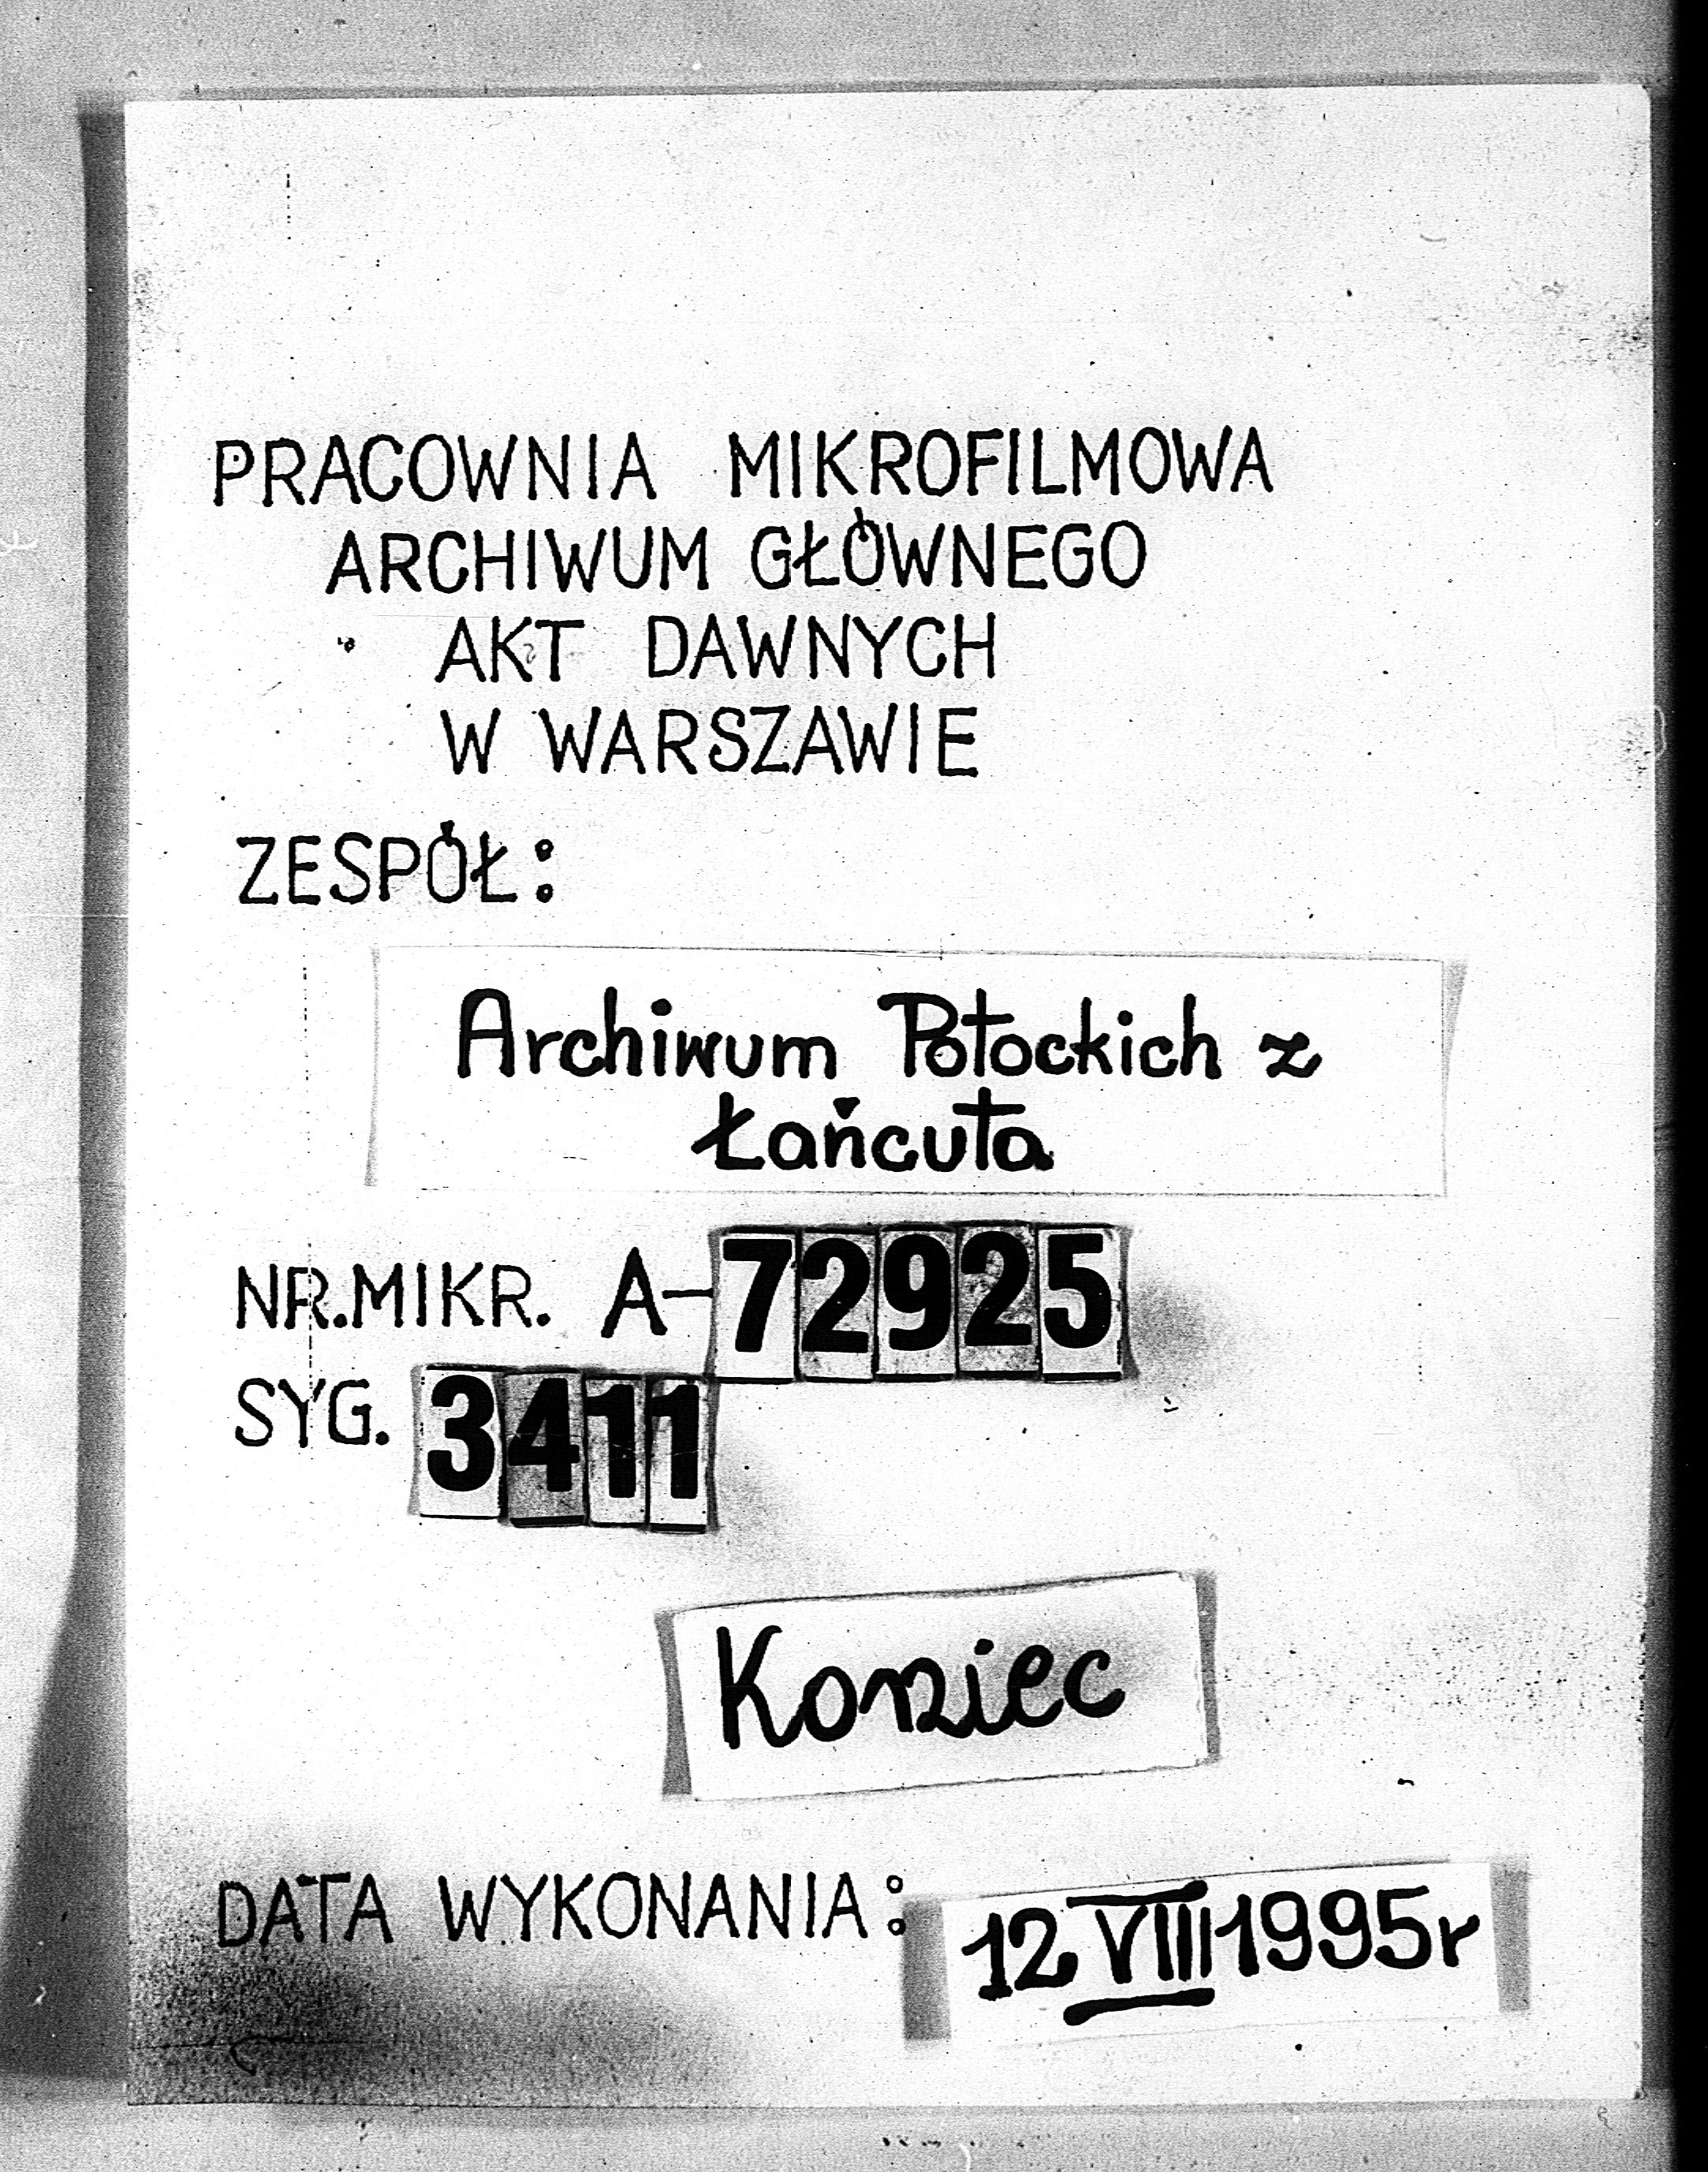 PRACOWNIA MIKROFILMOWA
ARCHIWUM GŁÓWNEGO
AKT DAWNYCH
W WARSZAWIE
ZESPÓŁ:
Archiwum Potockich z
Łańcuta
NR.MIKR. A-72925
SYG. 3411
Koniec
DATA WYKONANIA: 12 VIII 1995r